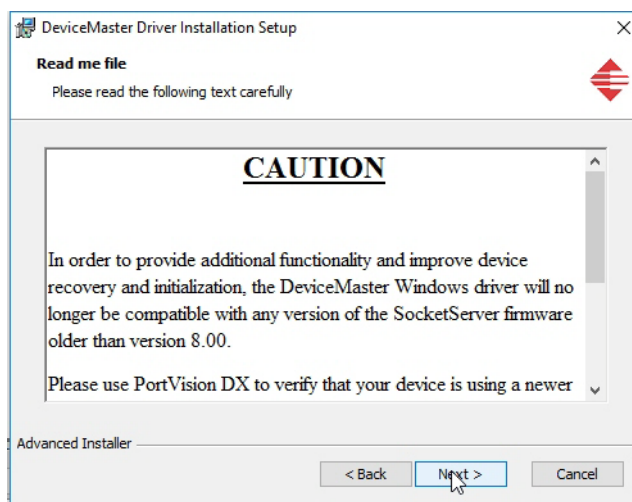 DeviceMaster Driver Installation Setup
Read me file
Please read the following text carefully
CAUTION
In order to provide additional functionality and improve device
recovery and initialization, the DeviceMaster Windows driver will no
longer be compatible with any version of the SocketServer firmware
older than version 8.00.
Please use PortVision DX to verify that your device is using a newer
Advanced Installer
< Back
Next >
Cancel